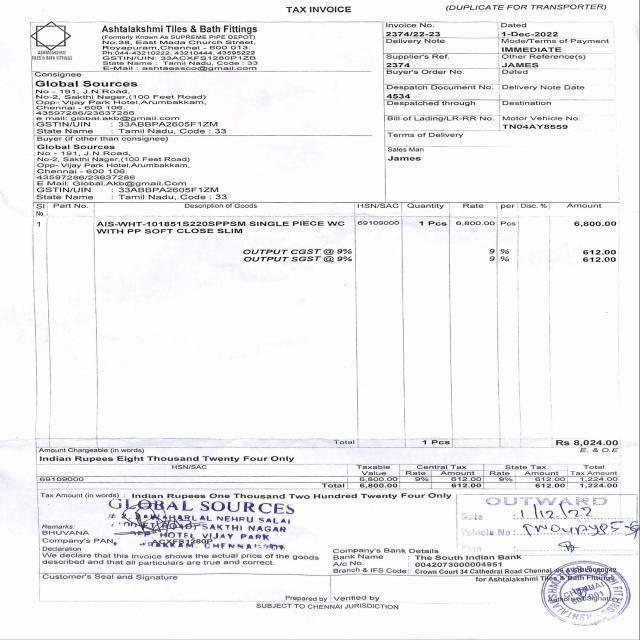 TAX INVOICE
(DUPLICATE FOR TRANSPORTER)
ASHTALAKSHMI
TILES & BATH FITTINGS
Ashtalakshmi Tiles & Bath Fittings
(Formerly Known As SUPREME PIPE DEPOT)
No.38, East Mada Church Street,
Royapuram,Chennai - 600 013.
Ph:044-43210222, 43210444, 43595222
GSTIN/UIN: 33ACXFS1280P1ZB
State Name : Tamil Nadu, Code : 33
E-Mail : ashtaessco@gmail.com
Invoice No.
2374/22-23
Dated
1-Dec-2022
Delivery Note
Mode/Terms of Payment
IMMEDIATE
Supplier's Ref.
2374
Other Reference(s)
JAMES
Buyer's Order No.
Dated
Despatch Document No.
4534
Delivery Note Date
Despatched through
Destination
Bill of Lading/LR-RR No.
Motor Vehicle No.
TN04AY8559
Terms of Delivery
Sales Man
James
Consignee
Global Sources
No - 191, J.N.Road,
No-2, Sakthi Nager,(100 Feet Road)
Opp- Vijay Park Hotel,Arumbakkam,
Chennai - 600 106.
43597286/23637286
e mail: global.akb@gmail.com
GSTIN/UIN : 33ABBPA2605F1ZM
State Name : Tamil Nadu, Code : 33
Buyer (if other than consignee)
Global Sources
No - 191, J.N.Road,
No-2, Sakthi Nager,(100 Feet Road)
Opp- Vijay Park Hotel,Arumbakkam,
Chennai - 600 106.
43597286/23637286
E Mail: Global.Akb@Gmail.Com
GSTIN/UIN : 33ABBPA2605F1ZM
State Name : Tamil Nadu, Code : 33
Sl No. Part No. Description of Goods HSN/SAC Quantity Rate per Disc. % Amount
1 AIS-WHT-101851S220SPPSM SINGLE PIECE WC 69109000 1 Pcs 6,800.00 Pcs 6,800.00
WITH PP SOFT CLOSE SLIM
OUTPUT CGST @ 9% 9 % 612.00
OUTPUT SGST @ 9% 9 % 612.00
Total 1 Pcs Rs 8,024.00
Amount Chargeable (in words) E. & O.E
Indian Rupees Eight Thousand Twenty Four Only
HSN/SAC Taxable Value Central Tax Rate Amount State Tax Rate Amount Total Tax Amount
69109000 6,800.00 9% 612.00 9% 612.00 1,224.00
Total 6,800.00 612.00 612.00 1,224.00
Tax Amount (in words) : Indian Rupees One Thousand Two Hundred Twenty Four Only
GLOBAL SOURCES
JAWAHARLAL NEHRU SALAI
SAKTHI NAGAR
OPP HOTEL VIJAY PARK
CHENNAI
OUTWARD
Date : 1/12/22
Vehicle No :
Sign
Remarks:
BHUVANA
Company's PAN : ACXFS1280P
Declaration
We declare that this invoice shows the actual price of the goods
described and that all particulars are true and correct.
Company's Bank Details
Bank Name : The South Indian Bank
A/c No. : 0042073000004951
Branch & IFS Code : Crown Court 34 Cathedral Road Chennai
Customer's Seal and Signature
for Ashtalakshmi Tiles & Bath Fittings
Prepared by Verified by Authorised Signatory
CHENNAI
SUBJECT TO CHENNAI JURISDICTION